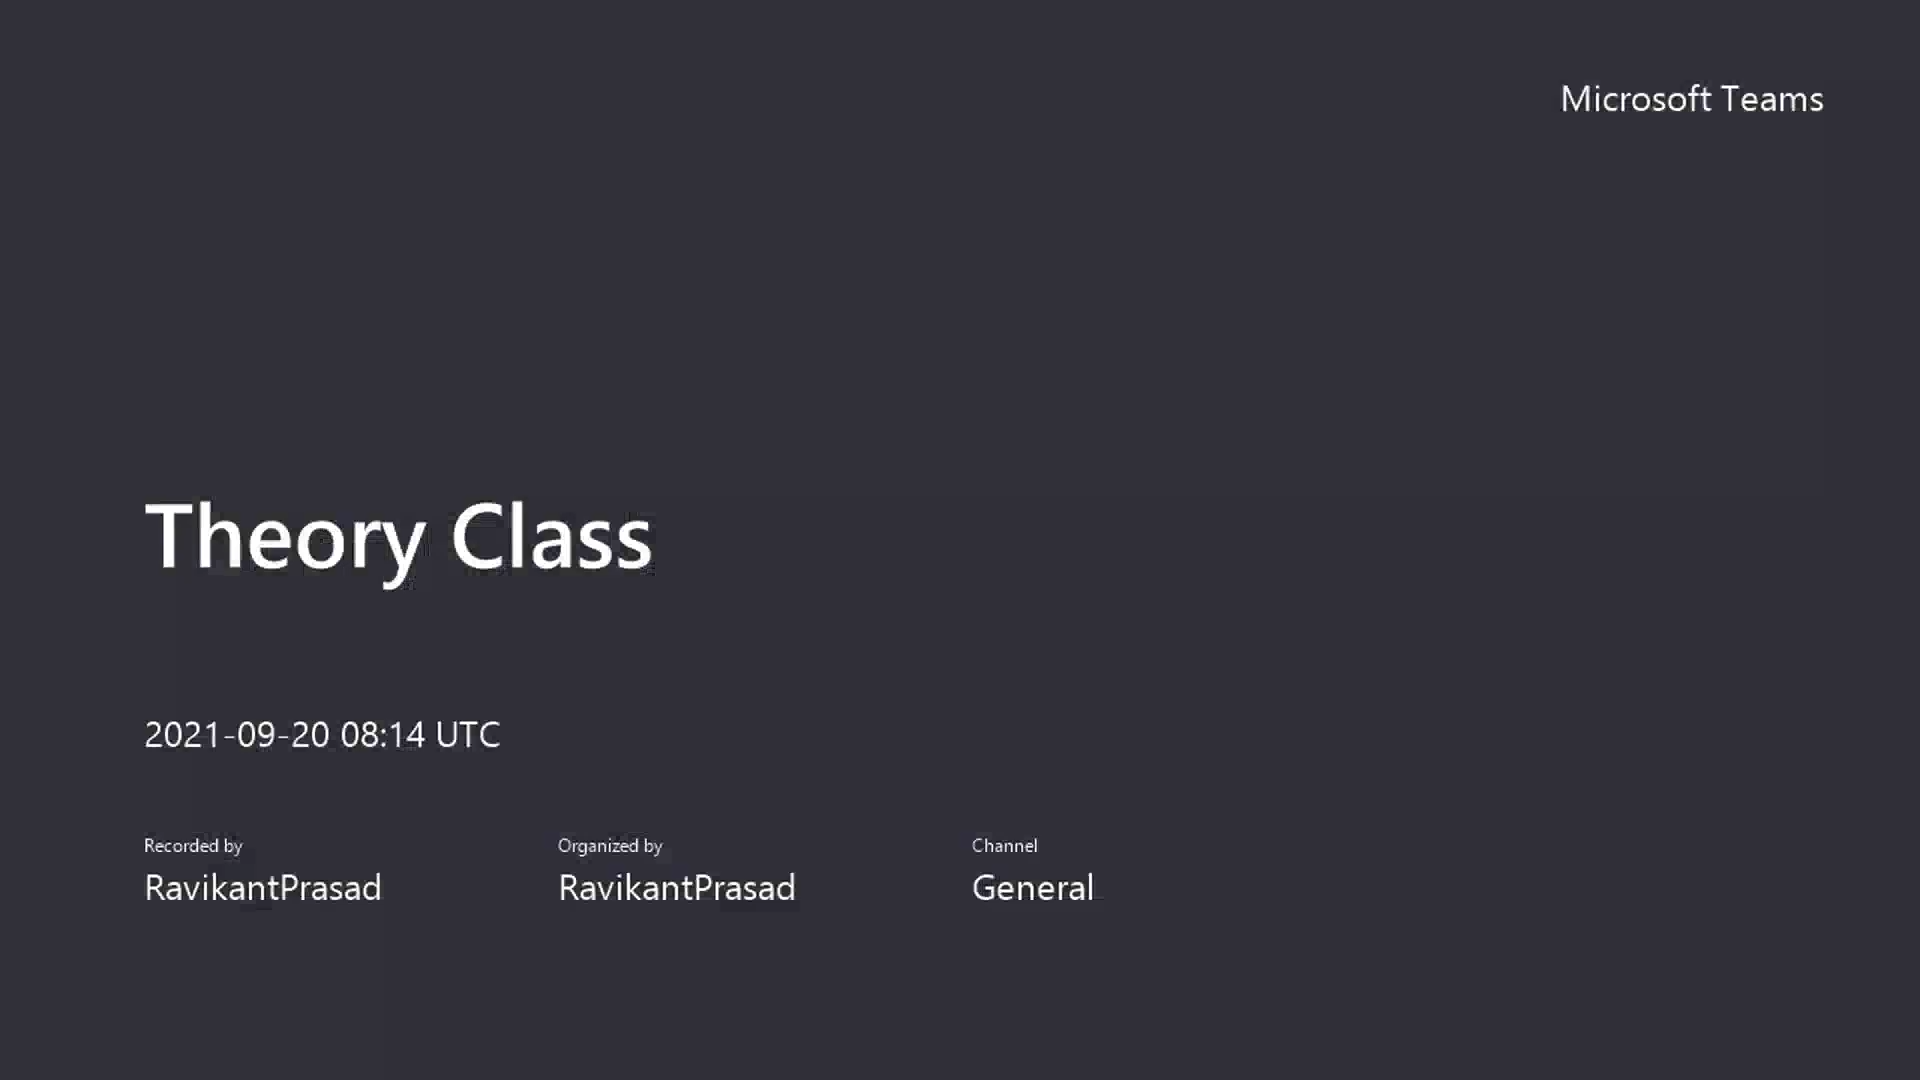 Microsoft Teams
Theory Class
2021-09-20 08:14 UTC
Recorded by
RavikantPrasad
Organized by
RavikantPrasad
Channel
General